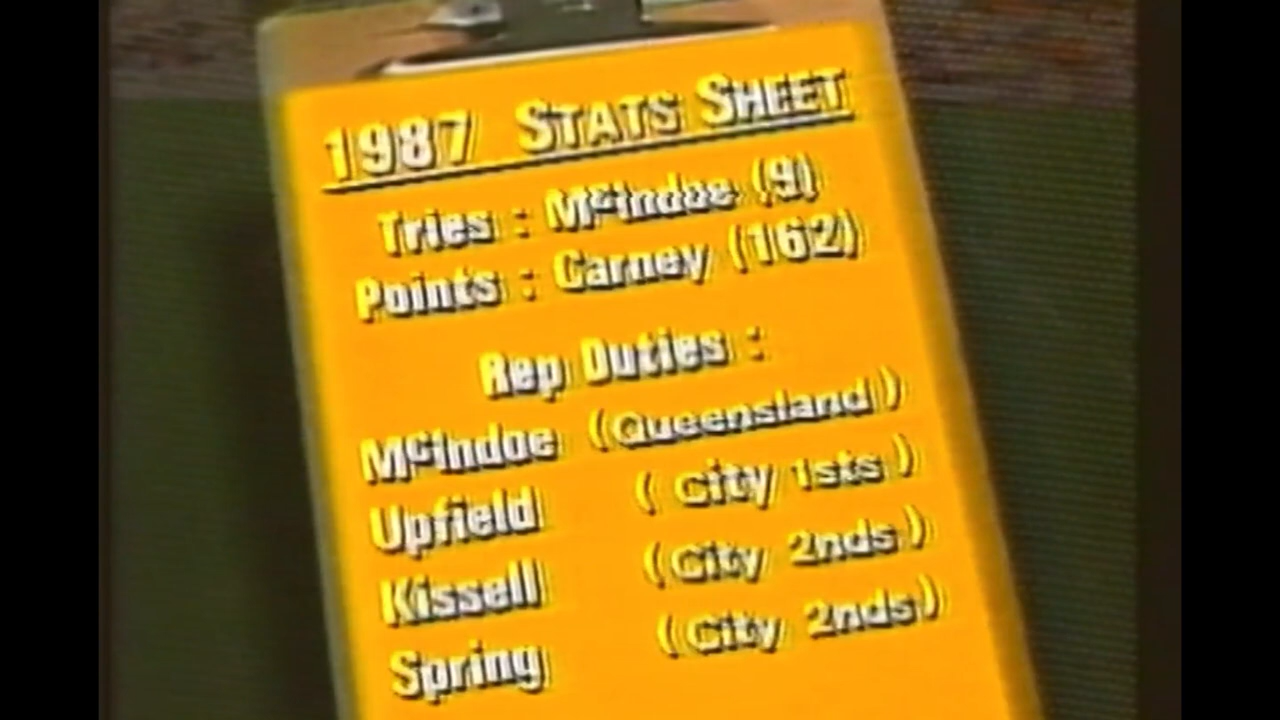 1987 STATS SHEET
Tries : McIndoe (9)
Points : Carney (162)
Rep Duties :
McIndoe (Queensland)
Upfield (City 1sts)
Kissell (City 2nds)
Spring (City 2nds)